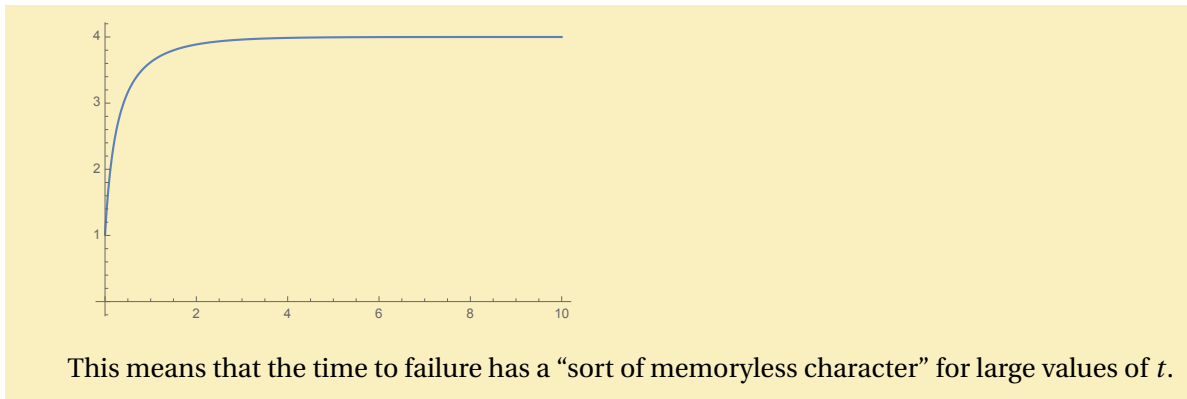 4
3
2
1
2 4 6 8 10
This means that the time to failure has a “sort of memoryless character” for large values of t.